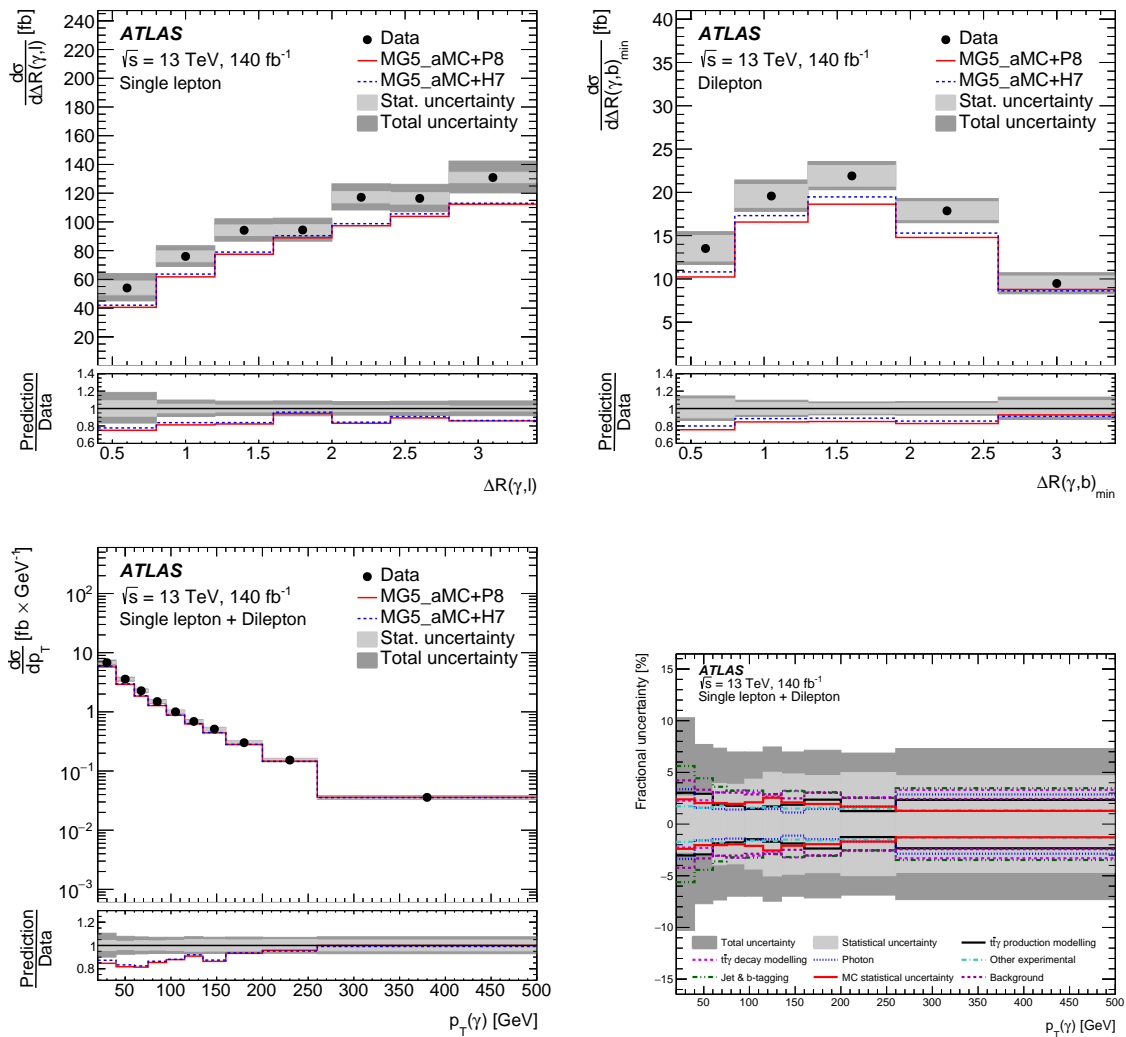 dσ
dΔR(γ,l) [fb]
ATLAS
√s = 13 TeV, 140 fb-1
Single lepton
Data
MG5_aMC+P8
MG5_aMC+H7
Stat. uncertainty
Total uncertainty
240
220
200
180
160
140
120
100
80
60
40
20
Prediction
Data
1.4
1.2
1
0.8
0.6
0.5 1 1.5 2 2.5 3
ΔR(γ,l)
dσ
dΔR(γ,b)min [fb]
ATLAS
√s = 13 TeV, 140 fb-1
Dilepton
Data
MG5_aMC+P8
MG5_aMC+H7
Stat. uncertainty
Total uncertainty
40
35
30
25
20
15
10
5
Prediction
Data
1.4
1.2
1
0.8
0.6
0.5 1 1.5 2 2.5 3
ΔR(γ,b)min
dσ
dpT [fb × GeV-1]
ATLAS
√s = 13 TeV, 140 fb-1
Single lepton + Dilepton
Data
MG5_aMC+P8
MG5_aMC+H7
Stat. uncertainty
Total uncertainty
10²
10
1
10⁻¹
10⁻²
10⁻³
Prediction
Data
1.2
1
0.8
50 100 150 200 250 300 350 400 450 500
pT(γ) [GeV]
Fractional uncertainty [%]
ATLAS
√s = 13 TeV, 140 fb-1
Single lepton + Dilepton
15
10
5
0
−5
−10
−15
Total uncertainty Statistical uncertainty tt̄γ production modelling
tt̄γ decay modelling Photon Other experimental
Jet & b-tagging MC statistical uncertainty Background
50 100 150 200 250 300 350 400 450 500
pT(γ) [GeV]